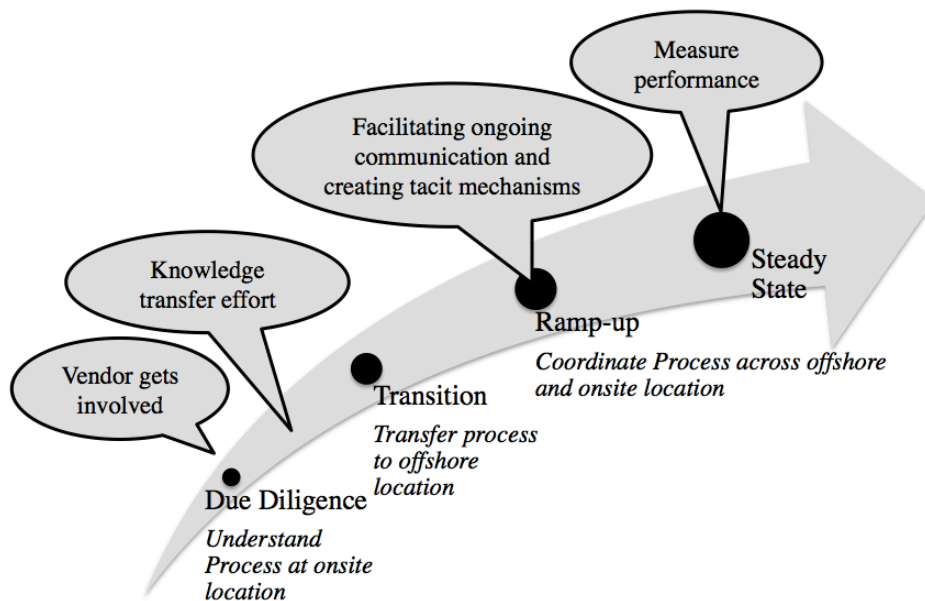 Measure
performance
Facilitating ongoing
communication and
creating tacit mechanisms
Knowledge
transfer effort
Vendor gets
involved
Steady
State
Ramp-up
Coordinate Process across offshore
and onsite location
Transition
Transfer process
to offshore
location
Due Diligence
Understand
Process at onsite
location